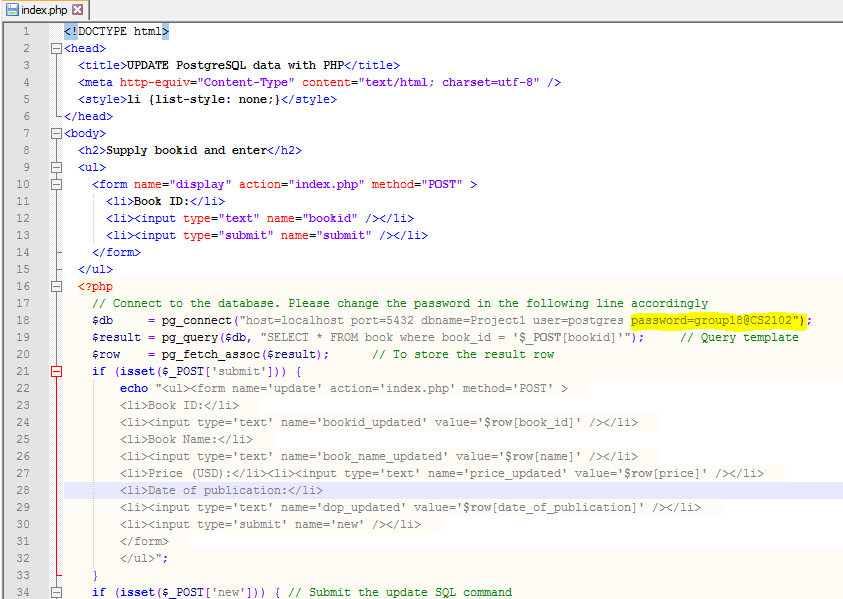 index.php
1 <!DOCTYPE html>
2 <head>
3 <title>UPDATE PostgreSQL data with PHP</title>
4 <meta http-equiv="Content-Type" content="text/html; charset=utf-8" />
5 <style>li {list-style: none;}</style>
6 </head>
7 <body>
8 <h2>Supply bookid and enter</h2>
9 <ul>
10 <form name="display" action="index.php" method="POST" >
11 <li>Book ID:</li>
12 <li><input type="text" name="bookid" /></li>
13 <li><input type="submit" name="submit" /></li>
14 </form>
15 </ul>
16 <?php
17 // Connect to the database. Please change the password in the following line accordingly
18 $db = pg_connect("host=localhost port=5432 dbname=Project1 user=postgres password=group18@CS2102");
19 $result = pg_query($db, "SELECT * FROM book where book_id = '$_POST[bookid]'"); // Query template
20 $row = pg_fetch_assoc($result); // To store the result row
21 if (isset($_POST['submit'])) {
22 echo "<ul><form name='update' action='index.php' method='POST' >
23 <li>Book ID:</li>
24 <li><input type='text' name='bookid_updated' value='$row[book_id]' /></li>
25 <li>Book Name:</li>
26 <li><input type='text' name='book_name_updated' value='$row[name]' /></li>
27 <li>Price (USD):</li><li><input type='text' name='price_updated' value='$row[price]' /></li>
28 <li>Date of publication:</li>
29 <li><input type='text' name='dop_updated' value='$row[date_of_publication]' /></li>
30 <li><input type='submit' name='new' /></li>
31 </form>
32 </ul>";
33 }
34 if (isset($_POST['new'])) { // Submit the update SQL command